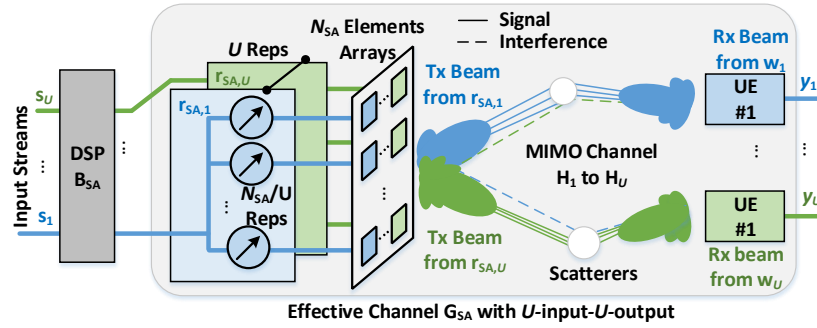 N_SA Elements
Arrays
Signal
Interference
U Reps
Rx Beam
from w_1
Input Streams
s_U
⋮
s_1
DSP
B_SA
⋮
r_SA,U
r_SA,1
N_SA/U
⋮ Reps
...
...
⋮
...
Tx Beam
from r_SA,1
MIMO Channel
H_1 to H_U
Tx Beam
from r_SA,U
Scatterers
UE
#1
y_1
⋮
⋮
UE
#1
y_U
Rx beam
from w_U
Effective Channel G_SA with U-input-U-output